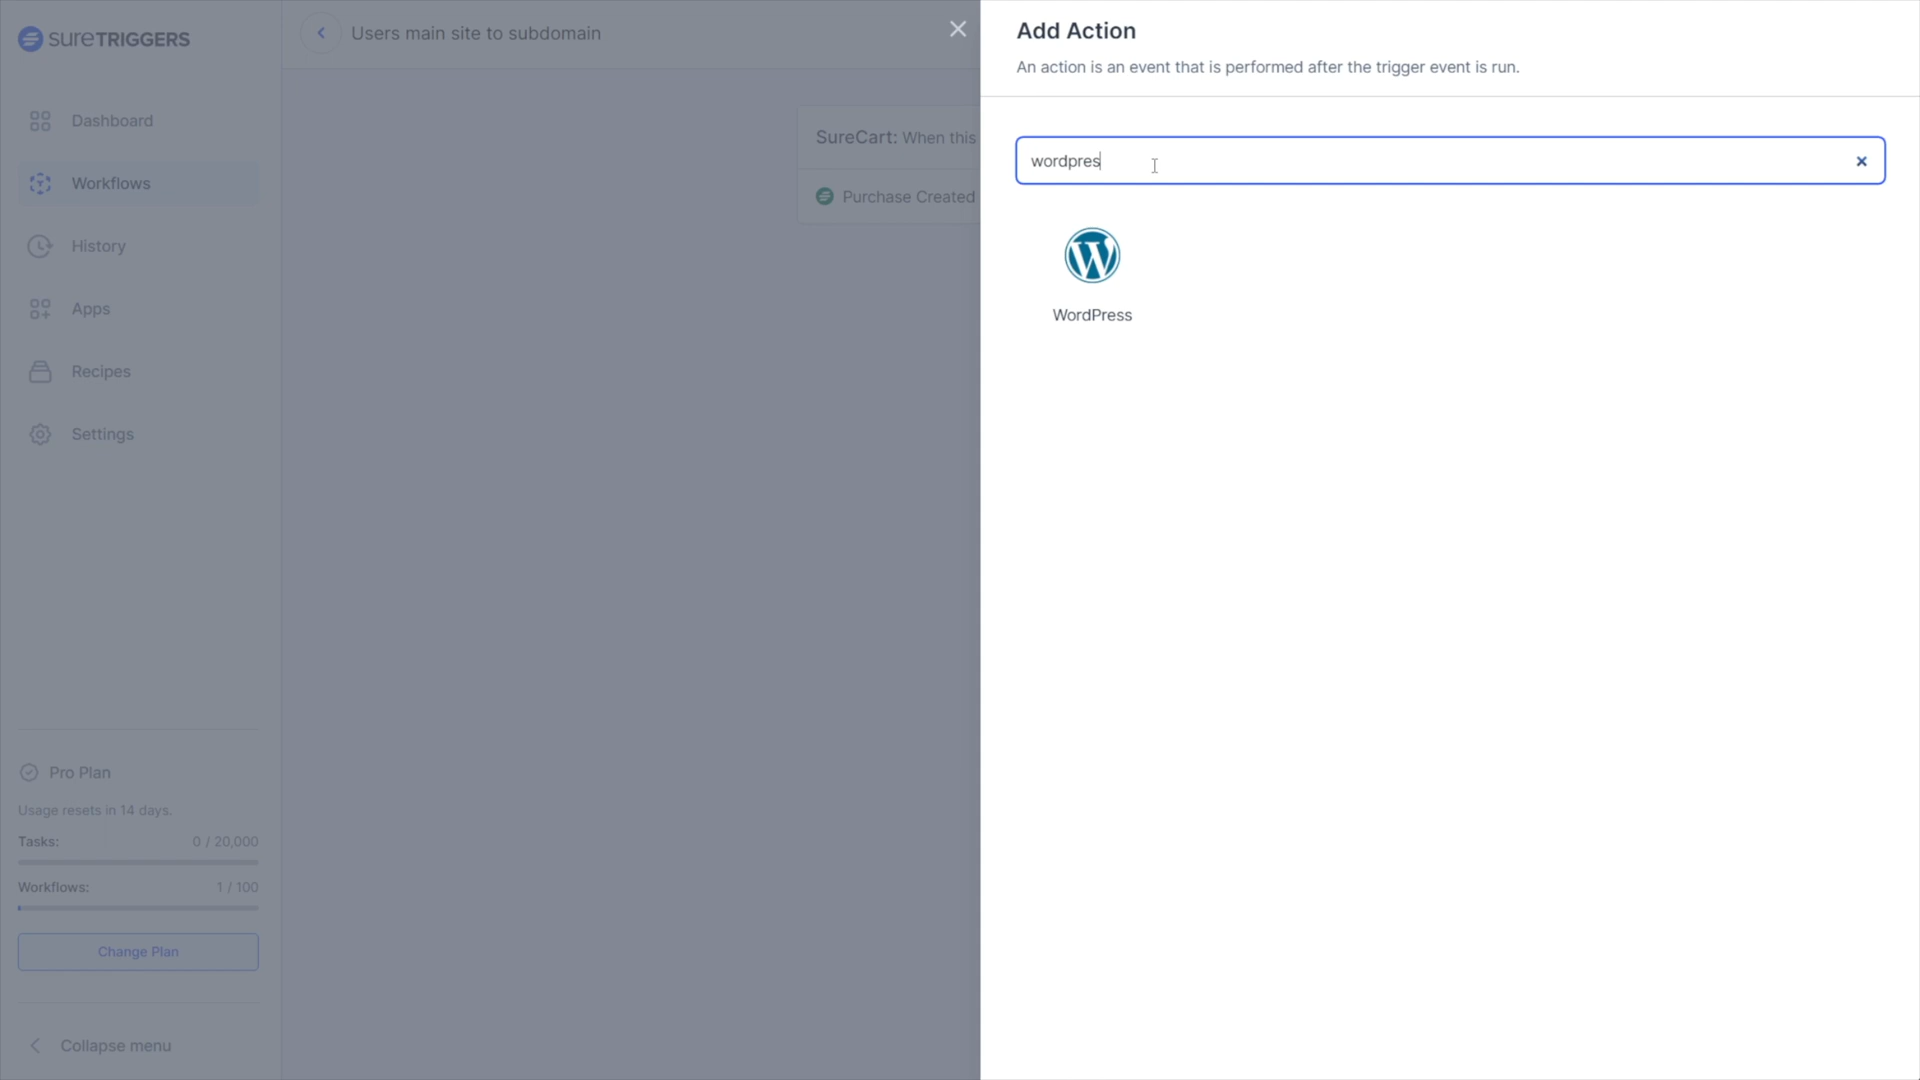 sureTRIGGERS
Dashboard
Workflows
History
Apps
Recipes
Settings
Pro Plan
Usage resets in 14 days.
Tasks: 0 / 20,000
Workflows: 1 / 100
Change Plan
Collapse menu
Users main site to subdomain
SureCart: When this
Purchase Created
Add Action
An action is an event that is performed after the trigger event is run.
wordpres
WordPress